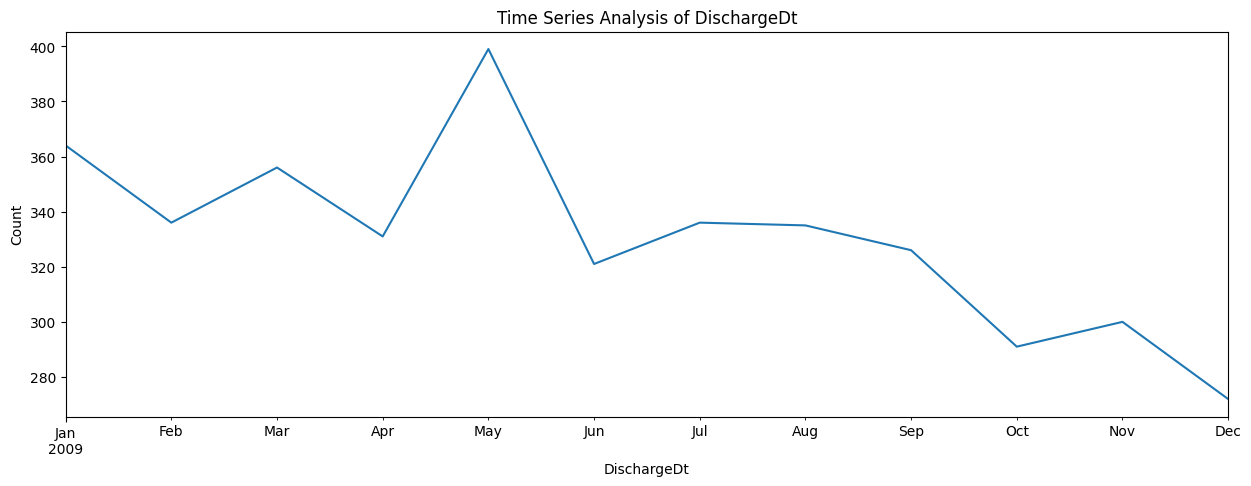 Time Series Analysis of DischargeDt
400
380
360
340
320
300
280
Count
Jan Feb Mar Apr May Jun Jul Aug Sep Oct Nov Dec
2009
DischargeDt